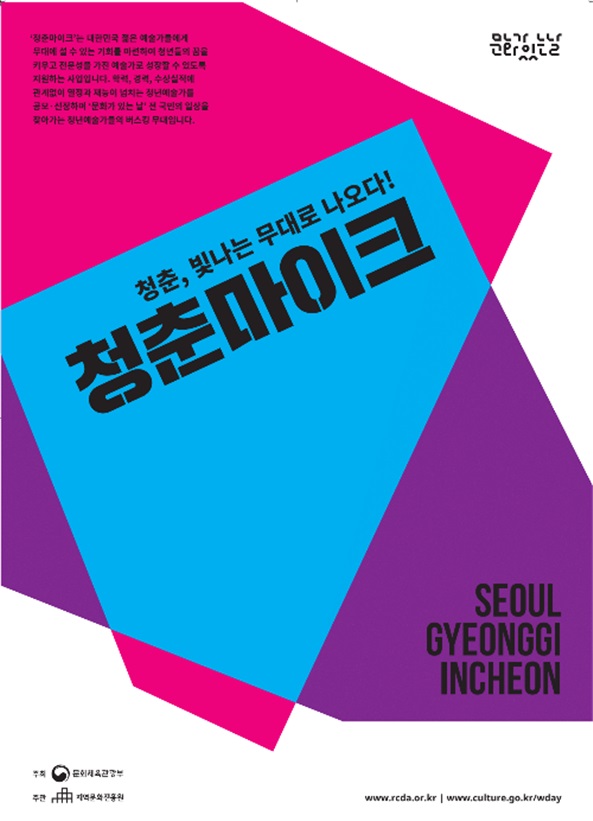 '청춘마이크'는 대한민국 젊은 예술가들에게
무대에 설 수 있는 기회를 마련하여 청년들의 꿈을
키우고 전문성을 가진 예술가로 성장할 수 있도록
지원하는 사업입니다. 학력, 경력, 수상실적에
관계없이 열정과 재능이 넘치는 청년예술가를
공모·선정하여 '문화가 있는 날' 전 국민의 일상을
찾아가는 청년예술가들의 버스킹 무대입니다.
문화가 있는 날
청춘, 빛나는 무대로 나오다!
청춘마이크
SEOUL
GYEONGGI
INCHEON
주최 문화체육관광부
주관 지역문화진흥원
www.rcda.or.kr | www.culture.go.kr/wday